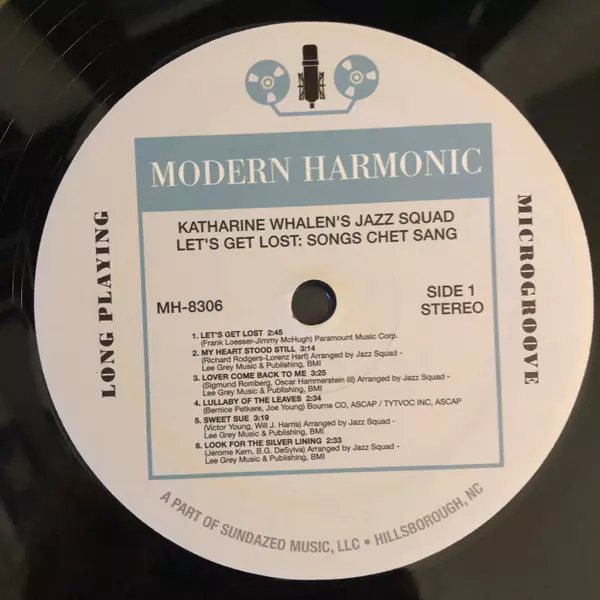 MODERN HARMONIC
KATHARINE WHALEN'S JAZZ SQUAD
LET'S GET LOST: SONGS CHET SANG
LONG PLAYING
MICROGROOVE
MH-8306
SIDE 1
STEREO
1. LET'S GET LOST 2:45
(Frank Loesser-Jimmy McHugh) Paramount Music Corp.
2. MY HEART STOOD STILL 3:14
(Richard Rodgers-Lorenz Hart) Arranged by Jazz Squad -
Lee Grey Music & Publishing, BMI
3. LOVER COME BACK TO ME 3:25
(Sigmund Romberg, Oscar Hammerstein III) Arranged by Jazz Squad -
Lee Grey Music & Publishing, BMI
4. LULLABY OF THE LEAVES 2:34
(Bernice Petkere, Joe Young) Bourne CO, ASCAP / TYTVOC INC, ASCAP
5. SWEET SUE 3:19
(Victor Young, Will J. Harris) Arranged by Jazz Squad -
Lee Grey Music & Publishing, BMI
6. LOOK FOR THE SILVER LINING 2:33
(Jerome Kern, B.G. DeSylva) Arranged by Jazz Squad -
Lee Grey Music & Publishing, BMI
A PART OF SUNDAZED MUSIC, LLC • HILLSBOROUGH, NC